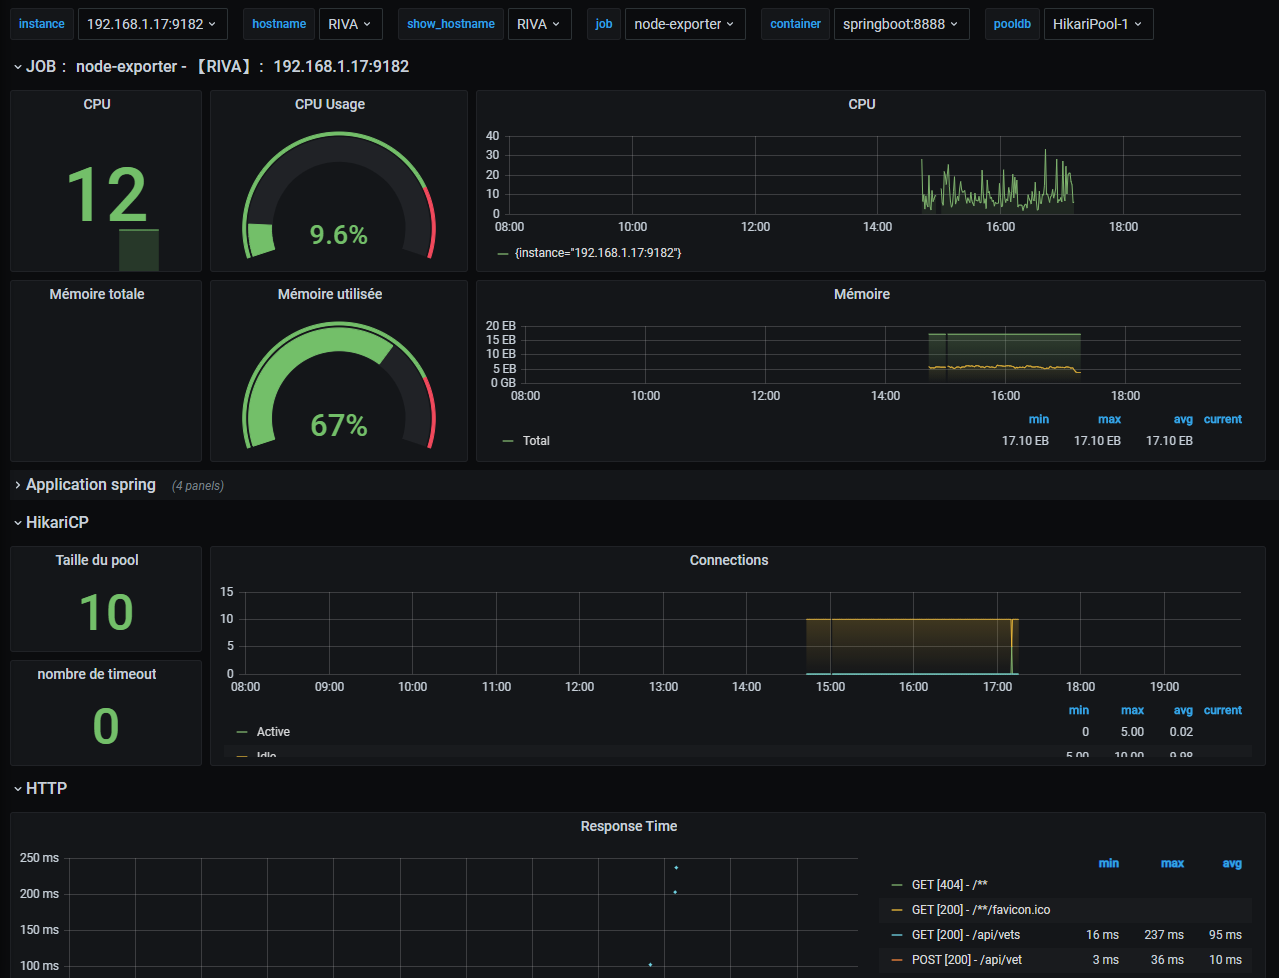 instance 192.168.1.17:9182 hostname RIVA show_hostname RIVA job node-exporter container springboot:8888 pooldb HikariPool-1
JOB : node-exporter - 【RIVA】 : 192.168.1.17:9182
CPU
12
CPU Usage
9.6%
CPU
40
30
20
10
0
08:00 10:00 12:00 14:00 16:00 18:00
{instance="192.168.1.17:9182"}
Mémoire totale
Mémoire utilisée
67%
Mémoire
20 EB
15 EB
10 EB
5 EB
0 GB
08:00 10:00 12:00 14:00 16:00 18:00
min max avg current
Total 17.10 EB 17.10 EB 17.10 EB
Application spring (4 panels)
HikariCP
Taille du pool
10
nombre de timeout
0
Connections
15
10
5
0
08:00 09:00 10:00 11:00 12:00 13:00 14:00 15:00 16:00 17:00 18:00 19:00
min max avg current
Active 0 5.00 0.02
Idle 5.00 10.00 9.98
HTTP
Response Time
250 ms
200 ms
150 ms
100 ms
min max avg
GET [404] - /**
GET [200] - /**/favicon.ico
GET [200] - /api/vets 16 ms 237 ms 95 ms
POST [200] - /api/vet 3 ms 36 ms 10 ms